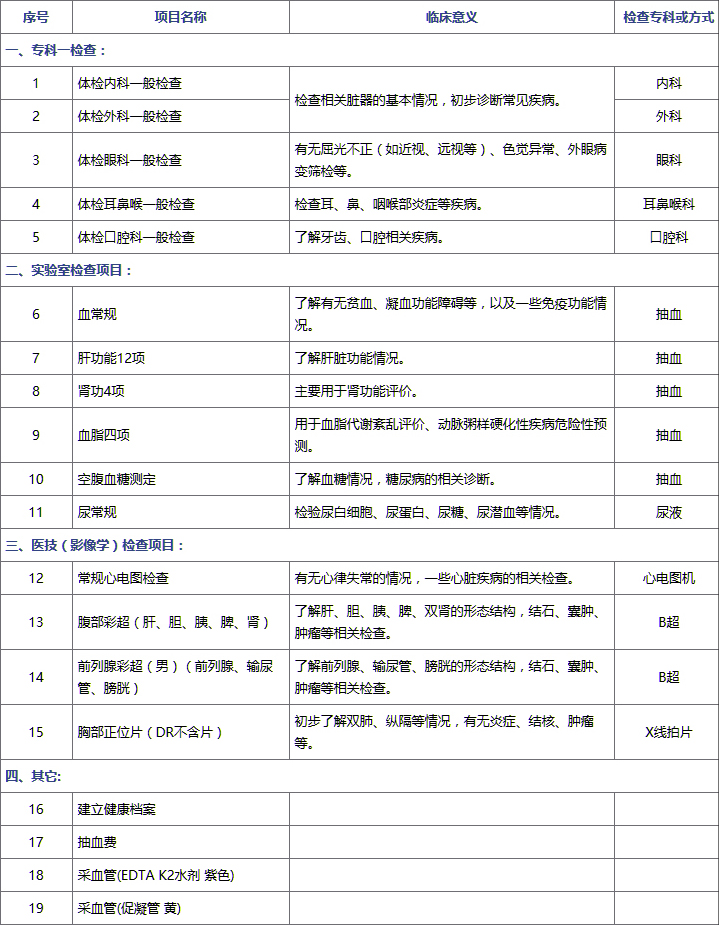 序号 项目名称 临床意义 检查专科或方式
一、专科一检查：
1 体检内科一般检查 检查相关脏器的基本情况，初步诊断常见疾病。 内科
2 体检外科一般检查 外科
3 体检眼科一般检查 有无屈光不正（如近视、远视等）、色觉异常、外眼病
变筛检等。 眼科
4 体检耳鼻喉一般检查 检查耳、鼻、咽喉部炎症等疾病。 耳鼻喉科
5 体检口腔科一般检查 了解牙齿、口腔相关疾病。 口腔科
二、实验室检查项目：
6 血常规 了解有无贫血、凝血功能障碍等，以及一些免疫功能情
况。 抽血
7 肝功能12项 了解肝脏功能情况。 抽血
8 肾功4项 主要用于肾功能评价。 抽血
9 血脂四项 用于血脂代谢紊乱评价、动脉粥样硬化性疾病危险性预
测。 抽血
10 空腹血糖测定 了解血糖情况，糖尿病的相关诊断。 抽血
11 尿常规 检验尿白细胞、尿蛋白、尿糖、尿潜血等情况。 尿液
三、医技（影像学）检查项目：
12 常规心电图检查 有无心律失常的情况，一些心脏疾病的相关检查。 心电图机
13 腹部彩超（肝、胆、胰、脾、肾） 了解肝、胆、胰、脾、双肾的形态结构，结石、囊肿、
肿瘤等相关检查。 B超
14 前列腺彩超（男）（前列腺、输尿 了解前列腺、输尿管、膀胱的形态结构，结石、囊肿、
管、膀胱） 肿瘤等相关检查。 B超
15 胸部正位片（DR不含片） 初步了解双肺、纵隔等情况，有无炎症、结核、肿瘤
等。 X线拍片
四、其它:
16 建立健康档案
17 抽血费
18 采血管(EDTA K2水剂 紫色)
19 采血管(促凝管 黄)